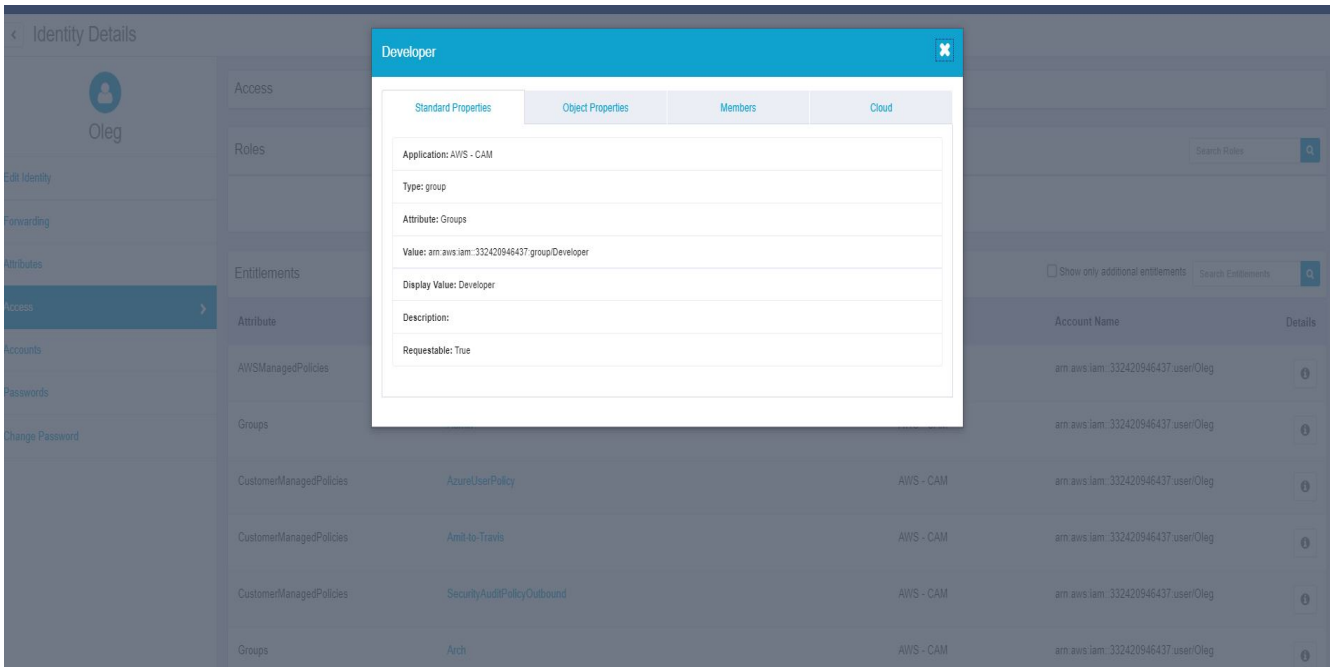 Identity Details
Oleg
Edit Identity
Forwarding
Attributes
Access
Accounts
Passwords
Change Password
Developer
Standard Properties
Object Properties
Members
Cloud
Application: AWS - CAM
Type: group
Attribute: Groups
Value: arn:aws:iam::332420946437:group/Developer
Display Value: Developer
Description:
Requestable: True
Access
Roles
Search Roles
Entitlements
Show only additional entitlements
Search Entitlements
Attribute
Account Name
Details
AWSManagedPolicies
arn:aws:iam::332420946437:user/Oleg
Groups
arn:aws:iam::332420946437:user/Oleg
CustomerManagedPolicies
AzureUserPolicy
AWS - CAM
arn:aws:iam::332420946437:user/Oleg
CustomerManagedPolicies
Amit-to-Travis
AWS - CAM
arn:aws:iam::332420946437:user/Oleg
CustomerManagedPolicies
SecurityAuditPolicyOutbound
AWS - CAM
arn:aws:iam::332420946437:user/Oleg
Groups
Arch
AWS - CAM
arn:aws:iam::332420946437:user/Oleg